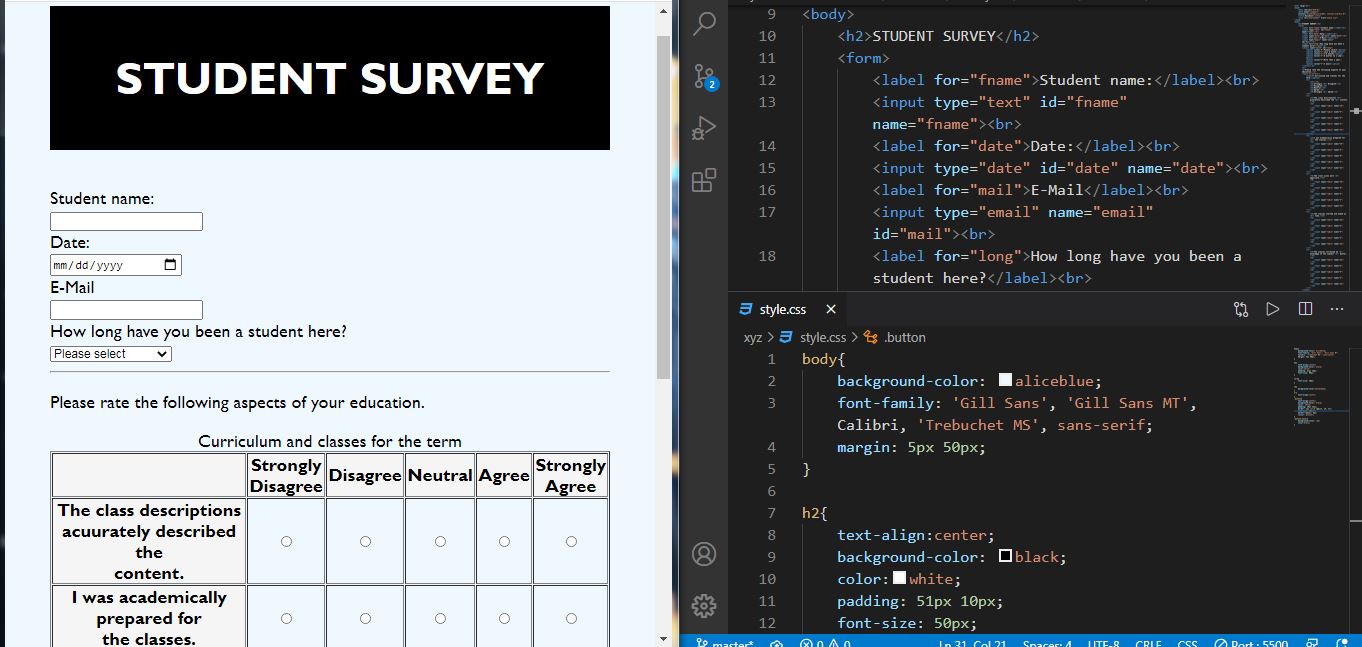 STUDENT SURVEY
Student name:
Date:
mm/dd/yyyy
E-Mail
How long have you been a student here?
Please select
Please rate the following aspects of your education.
Curriculum and classes for the term
Strongly Disagree Disagree Neutral Agree Strongly Agree
The class descriptions
acuurately described
the
content.
I was academically
prepared for
the classes.
2
9 <body>
10 <h2>STUDENT SURVEY</h2>
11 <form>
12 <label for="fname">Student name:</label><br>
13 <input type="text" id="fname"
name="fname"><br>
14 <label for="date">Date:</label><br>
15 <input type="date" id="date" name="date"><br>
16 <label for="mail">E-Mail</label><br>
17 <input type="email" name="email"
id="mail"><br>
18 <label for="long">How long have you been a
student here?</label><br>
style.css
xyz > style.css > .button
1 body{
2 background-color: aliceblue;
3 font-family: 'Gill Sans', 'Gill Sans MT',
Calibri, 'Trebuchet MS', sans-serif;
4 margin: 5px 50px;
5 }
6
7 h2{
8 text-align:center;
9 background-color: black;
10 color: white;
11 padding: 51px 10px;
12 font-size: 50px;
master* 0 0 Ln 31, Col 21 Spaces: 4 UTF-8 CRLF CSS Port : 5500